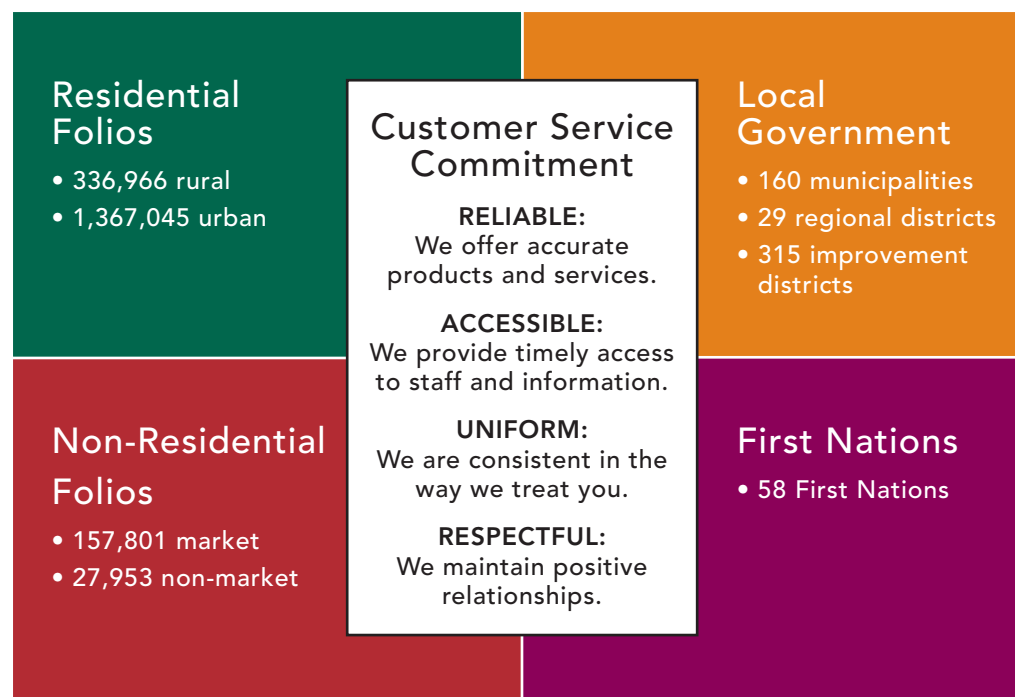 Residential
Folios
• 336,966 rural
• 1,367,045 urban
Customer Service
Commitment
RELIABLE:
We offer accurate
products and services.
ACCESSIBLE:
We provide timely access
to staff and information.
UNIFORM:
We are consistent in the
way we treat you.
RESPECTFUL:
We maintain positive
relationships.
Local
Government
• 160 municipalities
• 29 regional districts
• 315 improvement
districts
Non-Residential
Folios
• 157,801 market
• 27,953 non-market
First Nations
• 58 First Nations